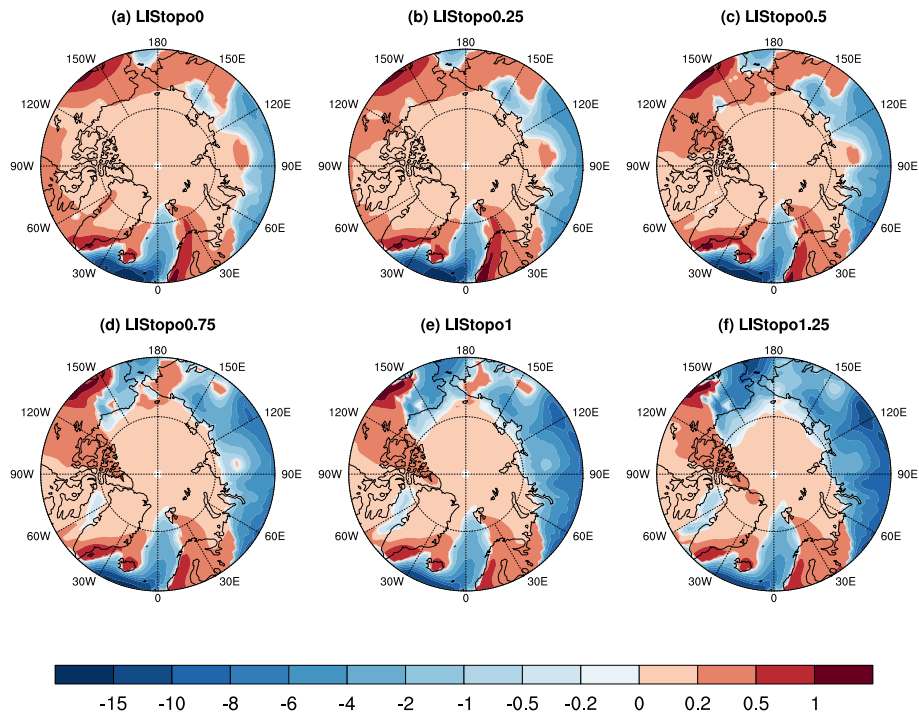 (a) LIStopo0
(b) LIStopo0.25
(c) LIStopo0.5
180
180
180
150W
150E
150W
150E
150W
150E
120W
120E
120W
120E
120W
120E
90W
90E
90W
90E
90W
90E
60W
60E
60W
60E
60W
60E
30W
30E
30W
30E
30W
30E
0
0
0
(d) LIStopo0.75
(e) LIStopo1
(f) LIStopo1.25
180
180
180
150W
150E
150W
150E
150W
150E
120W
120E
120W
120E
120W
120E
90W
90E
90W
90E
90W
90E
60W
60E
60W
60E
60W
60E
30W
30E
30W
30E
30W
30E
0
0
0
-15 -10 -8 -6 -4 -2 -1 -0.5 -0.2 0 0.2 0.5 1